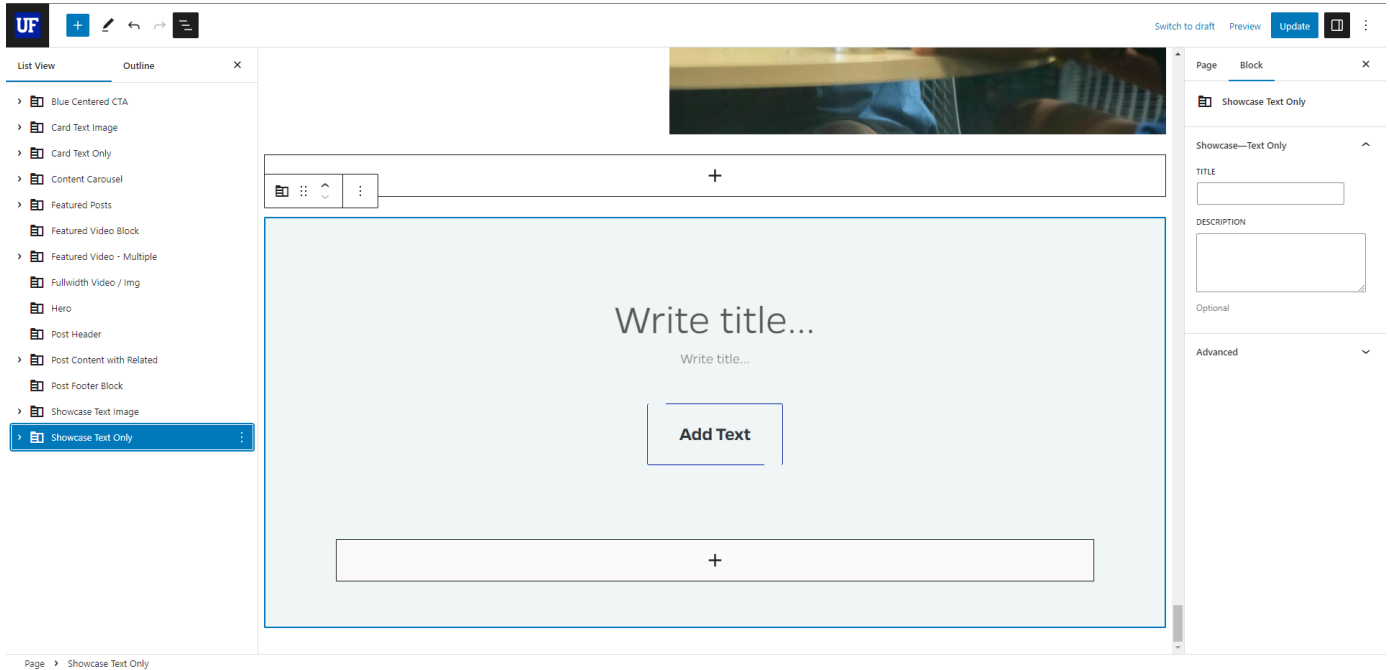 UF
Switch to draft Preview Update
List View Outline
Blue Centered CTA
Card Text Image
Card Text Only
Content Carousel
Featured Posts
Featured Video Block
Featured Video - Multiple
Fullwidth Video / Img
Hero
Post Header
Post Content with Related
Post Footer Block
Showcase Text Image
Showcase Text Only
Write title...
Write title...
Add Text
Page Block
Showcase Text Only
Showcase—Text Only
TITLE
DESCRIPTION
Optional
Advanced
Page > Showcase Text Only